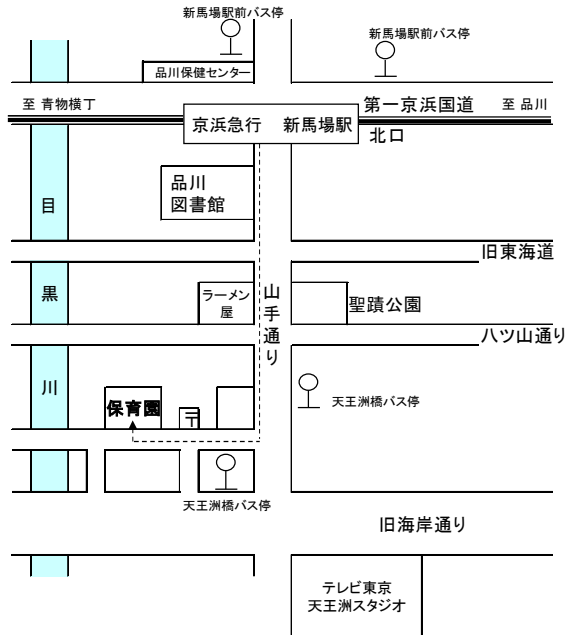 新馬場駅前バス停
新馬場駅前バス停
品川保健センター
至 青物横丁
第一京浜国道
至 品川
京浜急行 新馬場駅
北口
品川
図書館
目黒川
旧東海道
ラーメン
屋
山手通り
聖蹟公園
八ツ山通り
保育園
〒
天王洲橋バス停
天王洲橋バス停
旧海岸通り
テレビ東京
天王洲スタジオ